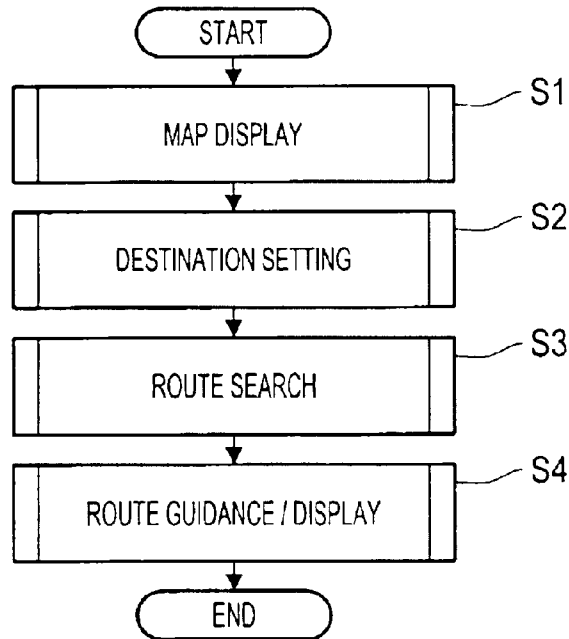 START
MAP DISPLAY
S1
DESTINATION SETTING
S2
ROUTE SEARCH
S3
ROUTE GUIDANCE / DISPLAY
S4
END